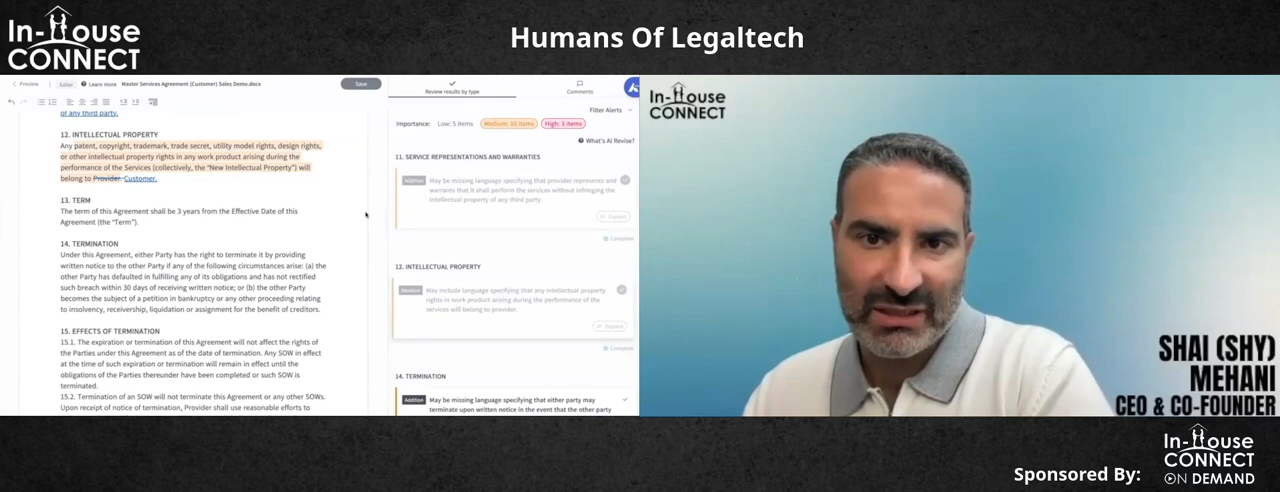 In-House
CONNECT
Humans Of Legaltech
Preview
Editor
Learn more
Master Services Agreement (Customer) Sales Demo.docx
Save
of any third party.
12. INTELLECTUAL PROPERTY
Any patent, copyright, trademark, trade secret, utility model rights, design rights,
or other intellectual property rights in any work product arising during the
performance of the Services (collectively, the "New Intellectual Property") will
belong to Provider. Customer.
13. TERM
The term of this Agreement shall be 3 years from the Effective Date of this
Agreement (the "Term").
14. TERMINATION
Under this Agreement, either Party has the right to terminate it by providing
written notice to the other Party if any of the following circumstances arise: (a) the
other Party has defaulted in fulfilling any of its obligations and has not rectified
such breach within 30 days of receiving written notice; or (b) the other Party
becomes the subject of a petition in bankruptcy or any other proceeding relating
to insolvency, receivership, liquidation or assignment for the benefit of creditors.
15. EFFECTS OF TERMINATION
15.1. The expiration or termination of this Agreement will not affect the rights of
the Parties under this Agreement as of the date of termination. Any SOW in effect
at the time of such expiration or termination will remain in effect until the
obligations of the Parties thereunder have been completed or such SOW is
terminated.
15.2. Termination of an SOW will not terminate this Agreement or any other SOWs.
Upon receipt of notice of termination, Provider shall use reasonable efforts to
Review results by type
Comments
Filter Alerts
Importance: Low: 5 items Medium: 10 items High: 3 items
What's AI Revise?
11. SERVICE REPRESENTATIONS AND WARRANTIES
Addition May be missing language specifying that provider represents and
warrants that it shall perform the services without infringing the
intellectual property of any third party.
Expand
Complete
12. INTELLECTUAL PROPERTY
Revision May include language specifying that any intellectual property
rights in work product arising during the performance of the
services will belong to provider.
Expand
Complete
14. TERMINATION
Addition May be missing language specifying that either party may
terminate upon written notice in the event that the other party
In-House
CONNECT
SHAI (SHY)
MEHANI
CEO & CO-FOUNDER
Sponsored By:
In-House
CONNECT
ON DEMAND